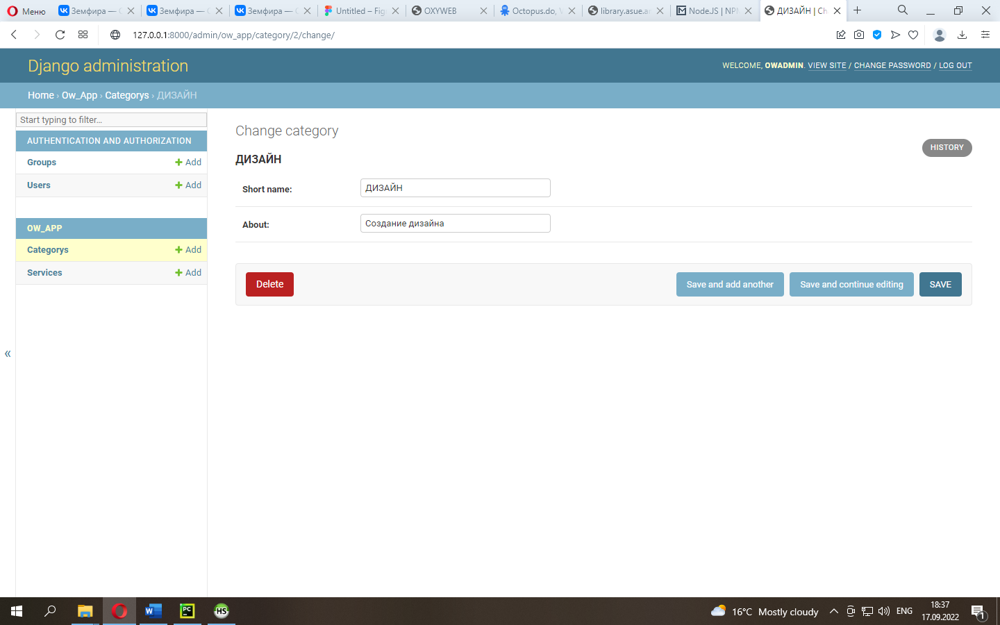 Меню
Земфира — С
Земфира — С
Земфира — С
Untitled – Fig
OXYWEB
Octopus.do, V
library.asue.a
Node.JS | NPM
ДИЗАЙН | Ch
127.0.0.1:8000/admin/ow_app/category/2/change/
Django administration
WELCOME, OWADMIN. VIEW SITE / CHANGE PASSWORD / LOG OUT
Home › Ow_App › Categorys › ДИЗАЙН
Start typing to filter...
AUTHENTICATION AND AUTHORIZATION
Groups + Add
Users + Add
OW_APP
Categorys + Add
Services + Add
«
Change category
HISTORY
ДИЗАЙН
Short name: ДИЗАЙН
About: Создание дизайна
Delete Save and add another Save and continue editing SAVE
W PC HS
16°C Mostly cloudy
ENG
18:37
17.09.2022
1